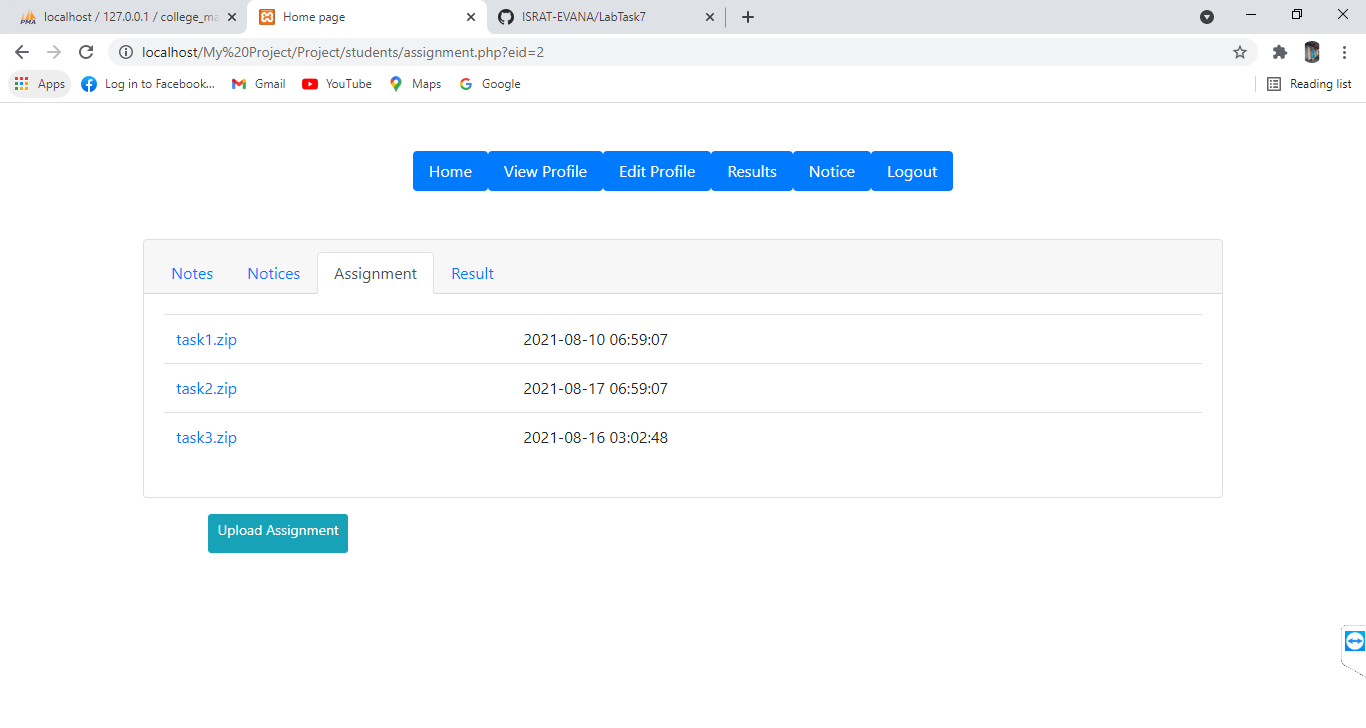 localhost / 127.0.0.1 / college_ma
Home page
ISRAT-EVANA/LabTask7
localhost/My%20Project/Project/students/assignment.php?eid=2
Apps Log in to Facebook... Gmail YouTube Maps Google Reading list
Home View Profile Edit Profile Results Notice Logout
Notes Notices Assignment Result
task1.zip 2021-08-10 06:59:07
task2.zip 2021-08-17 06:59:07
task3.zip 2021-08-16 03:02:48
Upload Assignment